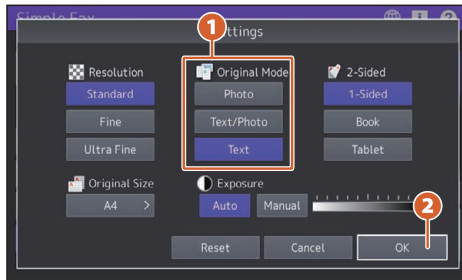 Simple Fax
ettings
1
Resolution
Original Mode
2-Sided
Standard
Photo
1-Sided
Fine
Text/Photo
Book
Ultra Fine
Text
Tablet
Original Size
Exposure
A4 >
Auto
Manual
2
Reset
Cancel
OK